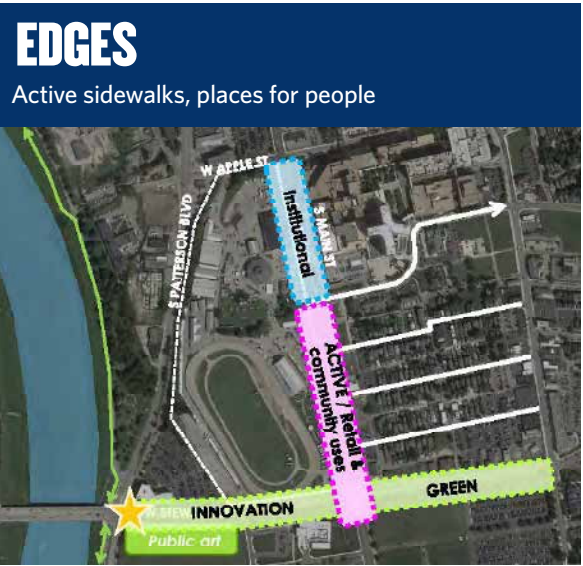 EDGES
Active sidewalks, places for people
W APPLE ST
S PATTERSON BLVD
Institutional
S MAIN ST
ACTIVE / Retail &
community uses
GREEN
INNOVATION
Public art